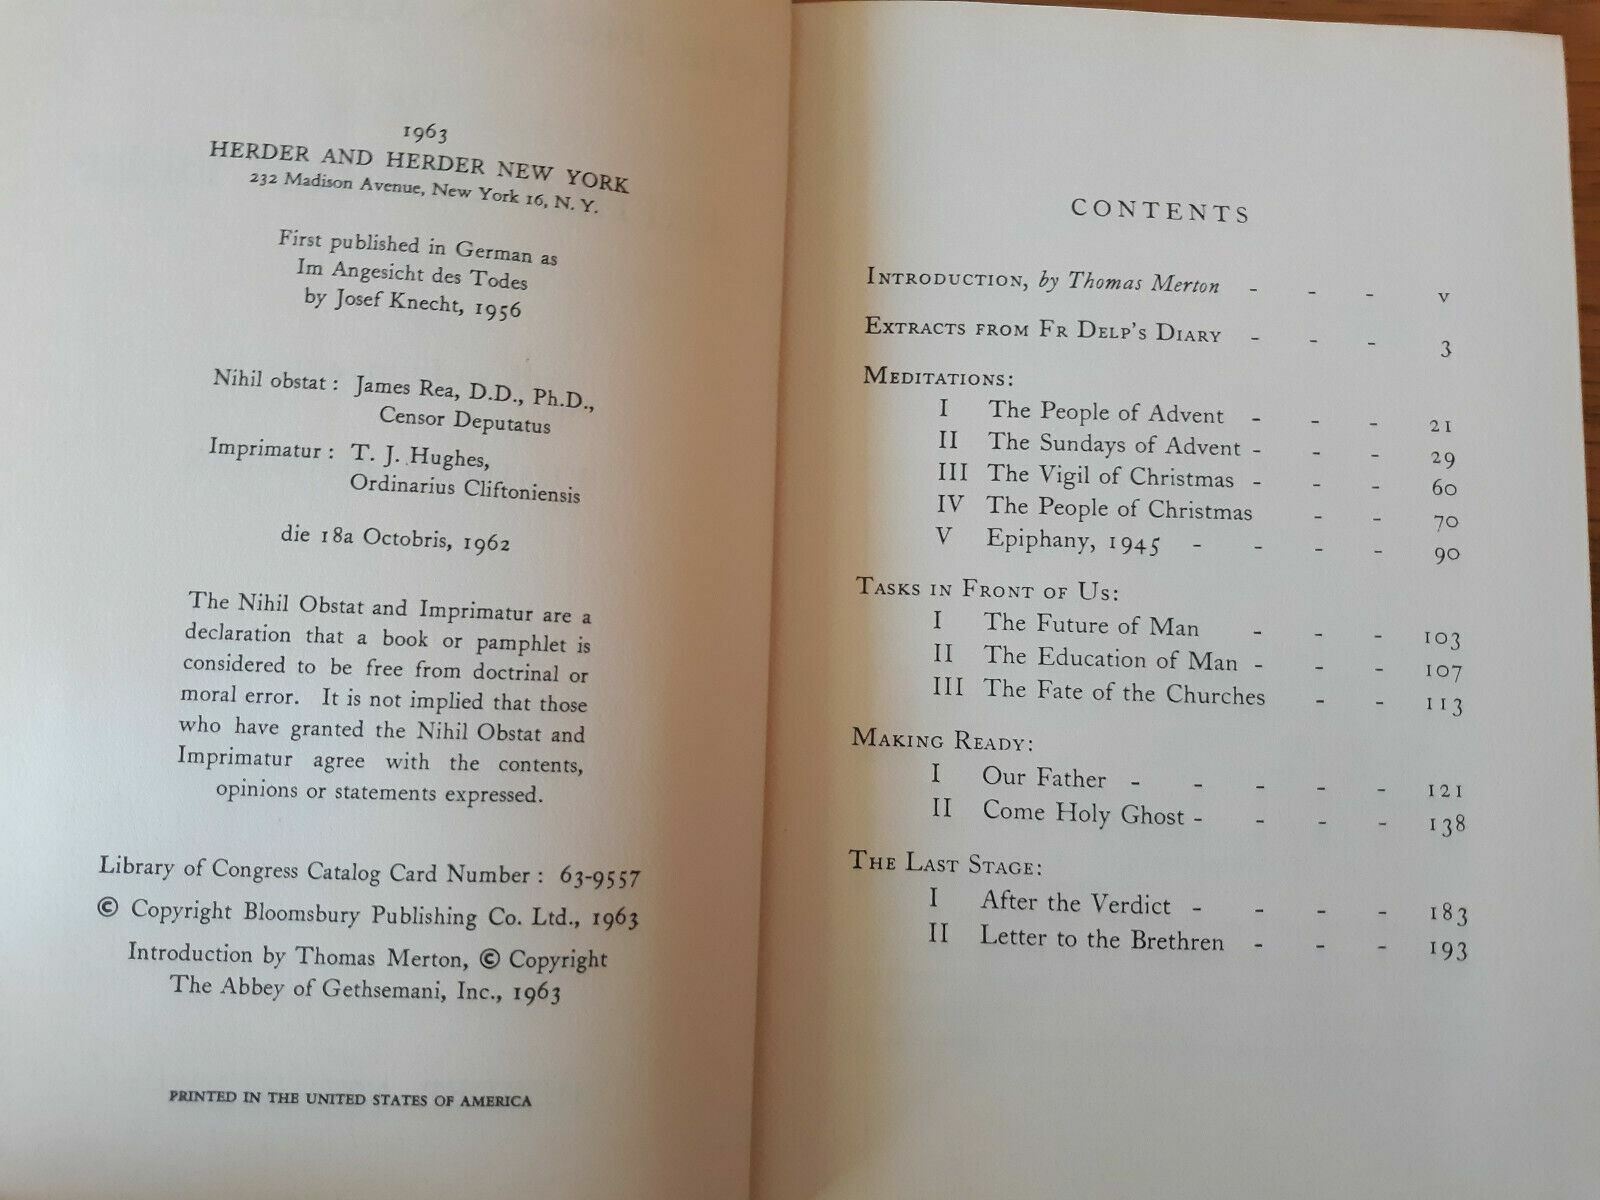 1963
HERDER AND HERDER NEW YORK
232 Madison Avenue, New York 16, N. Y.
First published in German as
Im Angesicht des Todes
by Josef Knecht, 1956
Nihil obstat : James Rea, D.D., Ph.D.,
Censor Deputatus
Imprimatur : T. J. Hughes,
Ordinarius Cliftoniensis
die 18a Octobris, 1962
The Nihil Obstat and Imprimatur are a
declaration that a book or pamphlet is
considered to be free from doctrinal or
moral error. It is not implied that those
who have granted the Nihil Obstat and
Imprimatur agree with the contents,
opinions or statements expressed.
Library of Congress Catalog Card Number : 63-9557
© Copyright Bloomsbury Publishing Co. Ltd., 1963
Introduction by Thomas Merton, © Copyright
The Abbey of Gethsemani, Inc., 1963
PRINTED IN THE UNITED STATES OF AMERICA
CONTENTS
INTRODUCTION, by Thomas Merton - - - v
EXTRACTS FROM FR DELP'S DIARY - - - 3
MEDITATIONS:
I The People of Advent - - - 21
II The Sundays of Advent - - - 29
III The Vigil of Christmas - - - 60
IV The People of Christmas - - 70
V Epiphany, 1945 - - - - 90
TASKS IN FRONT OF US:
I The Future of Man - - - 103
II The Education of Man - - - 107
III The Fate of the Churches - - 113
MAKING READY:
I Our Father - - - - - 121
II Come Holy Ghost - - - - 138
THE LAST STAGE:
I After the Verdict - - - - 183
II Letter to the Brethren - - - 193